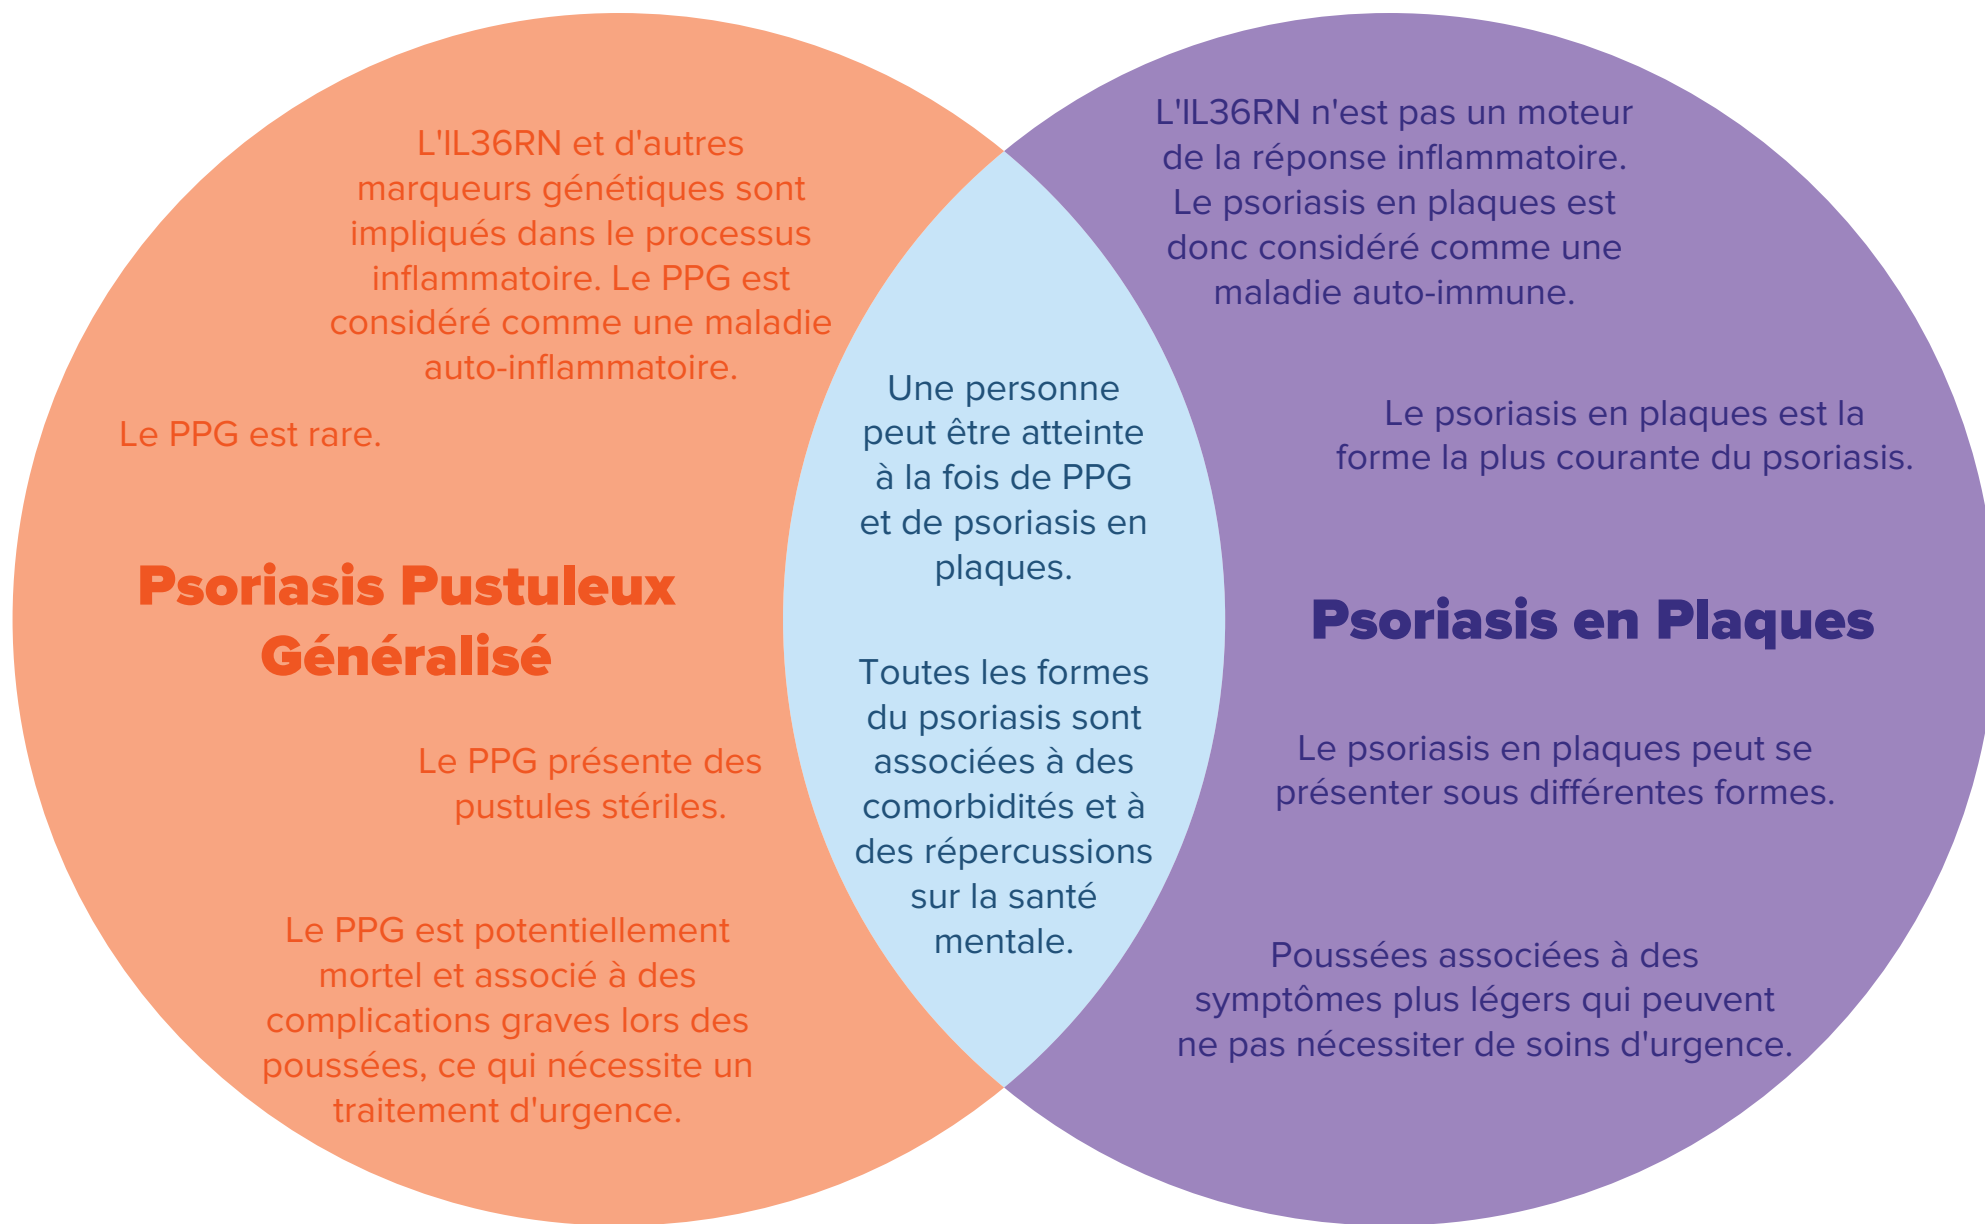 L'IL36RN et d'autres
marqueurs génétiques sont
impliqués dans le processus
inflammatoire. Le PPG est
considéré comme une maladie
auto-inflammatoire.
Le PPG est rare.
Psoriasis Pustuleux
Généralisé
Le PPG présente des
pustules stériles.
Le PPG est potentiellement
mortel et associé à des
complications graves lors des
poussées, ce qui nécessite un
traitement d'urgence.
Une personne
peut être atteinte
à la fois de PPG
et de psoriasis en
plaques.
Toutes les formes
du psoriasis sont
associées à des
comorbidités et à
des répercussions
sur la santé
mentale.
L'IL36RN n'est pas un moteur
de la réponse inflammatoire.
Le psoriasis en plaques est
donc considéré comme une
maladie auto-immune.
Le psoriasis en plaques est la
forme la plus courante du psoriasis.
Psoriasis en Plaques
Le psoriasis en plaques peut se
présenter sous différentes formes.
Poussées associées à des
symptômes plus légers qui peuvent
ne pas nécessiter de soins d'urgence.